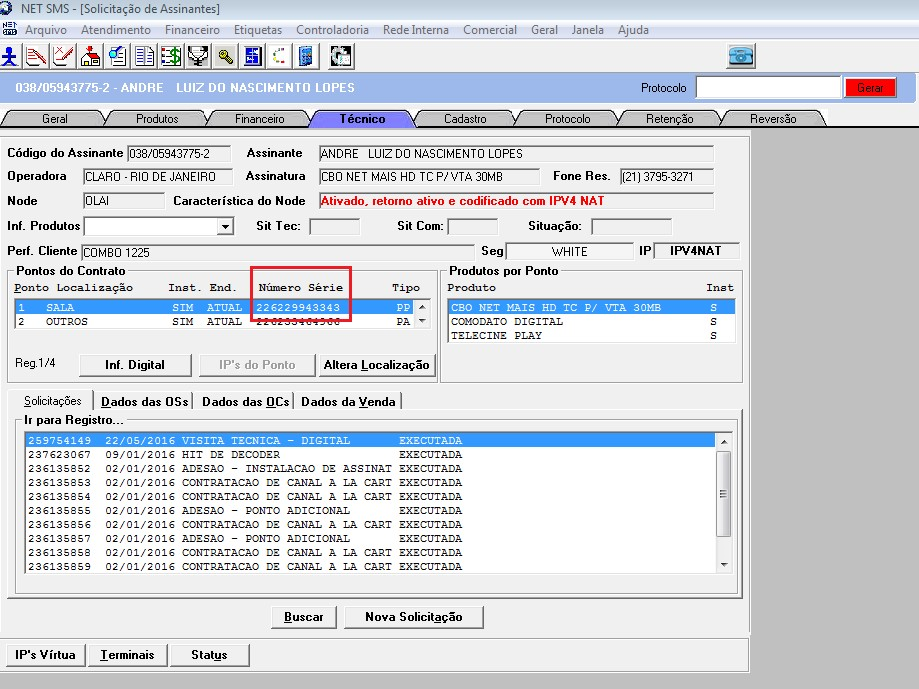 NET SMS - [Solicitação de Assinantes]
NET SMS Arquivo Atendimento Financeiro Etiquetas Controladoria Rede Interna Comercial Geral Janela Ajuda
038/05943775-2 - ANDRE LUIZ DO NASCIMENTO LOPES Protocolo Gerar
Geral Produtos Financeiro Técnico Cadastro Protocolo Retenção Reversão
Código do Assinante 038/05943775-2 Assinante ANDRE LUIZ DO NASCIMENTO LOPES
Operadora CLARO - RIO DE JANEIRO Assinatura CBO NET MAIS HD TC P/ VTA 30MB Fone Res. (21) 3795-3271
Node OLAI Característica do Node Ativado, retorno ativo e codificado com IPV4 NAT
Inf. Produtos Sit Tec: Sit Com: Situação:
Perf. Cliente COMBO 1225 Seg WHITE IP IPV4NAT
Pontos do Contrato Produtos por Ponto
Ponto Localização Inst. End. Número Série Tipo Produto Inst
1 SALA SIM ATUAL 226229943343 PP CBO NET MAIS HD TC P/ VTA 30MB S
2 OUTROS SIM ATUAL PA COMODATO DIGITAL S
TELECINE PLAY S
Reg.1/4 Inf. Digital IP's do Ponto Altera Localização
Solicitações Dados das OSs Dados das OCs Dados da Venda
Ir para Registro...
259754149 22/05/2016 VISITA TECNICA - DIGITAL EXECUTADA
237623067 09/01/2016 HIT DE DECODER EXECUTADA
236135852 02/01/2016 ADESAO - INSTALACAO DE ASSINAT EXECUTADA
236135853 02/01/2016 CONTRATACAO DE CANAL A LA CART EXECUTADA
236135854 02/01/2016 CONTRATACAO DE CANAL A LA CART EXECUTADA
236135855 02/01/2016 ADESAO - PONTO ADICIONAL EXECUTADA
236135856 02/01/2016 CONTRATACAO DE CANAL A LA CART EXECUTADA
236135857 02/01/2016 ADESAO - PONTO ADICIONAL EXECUTADA
236135858 02/01/2016 CONTRATACAO DE CANAL A LA CART EXECUTADA
236135859 02/01/2016 CONTRATACAO DE CANAL A LA CART EXECUTADA
Buscar Nova Solicitação
IP's Vírtua Terminais Status